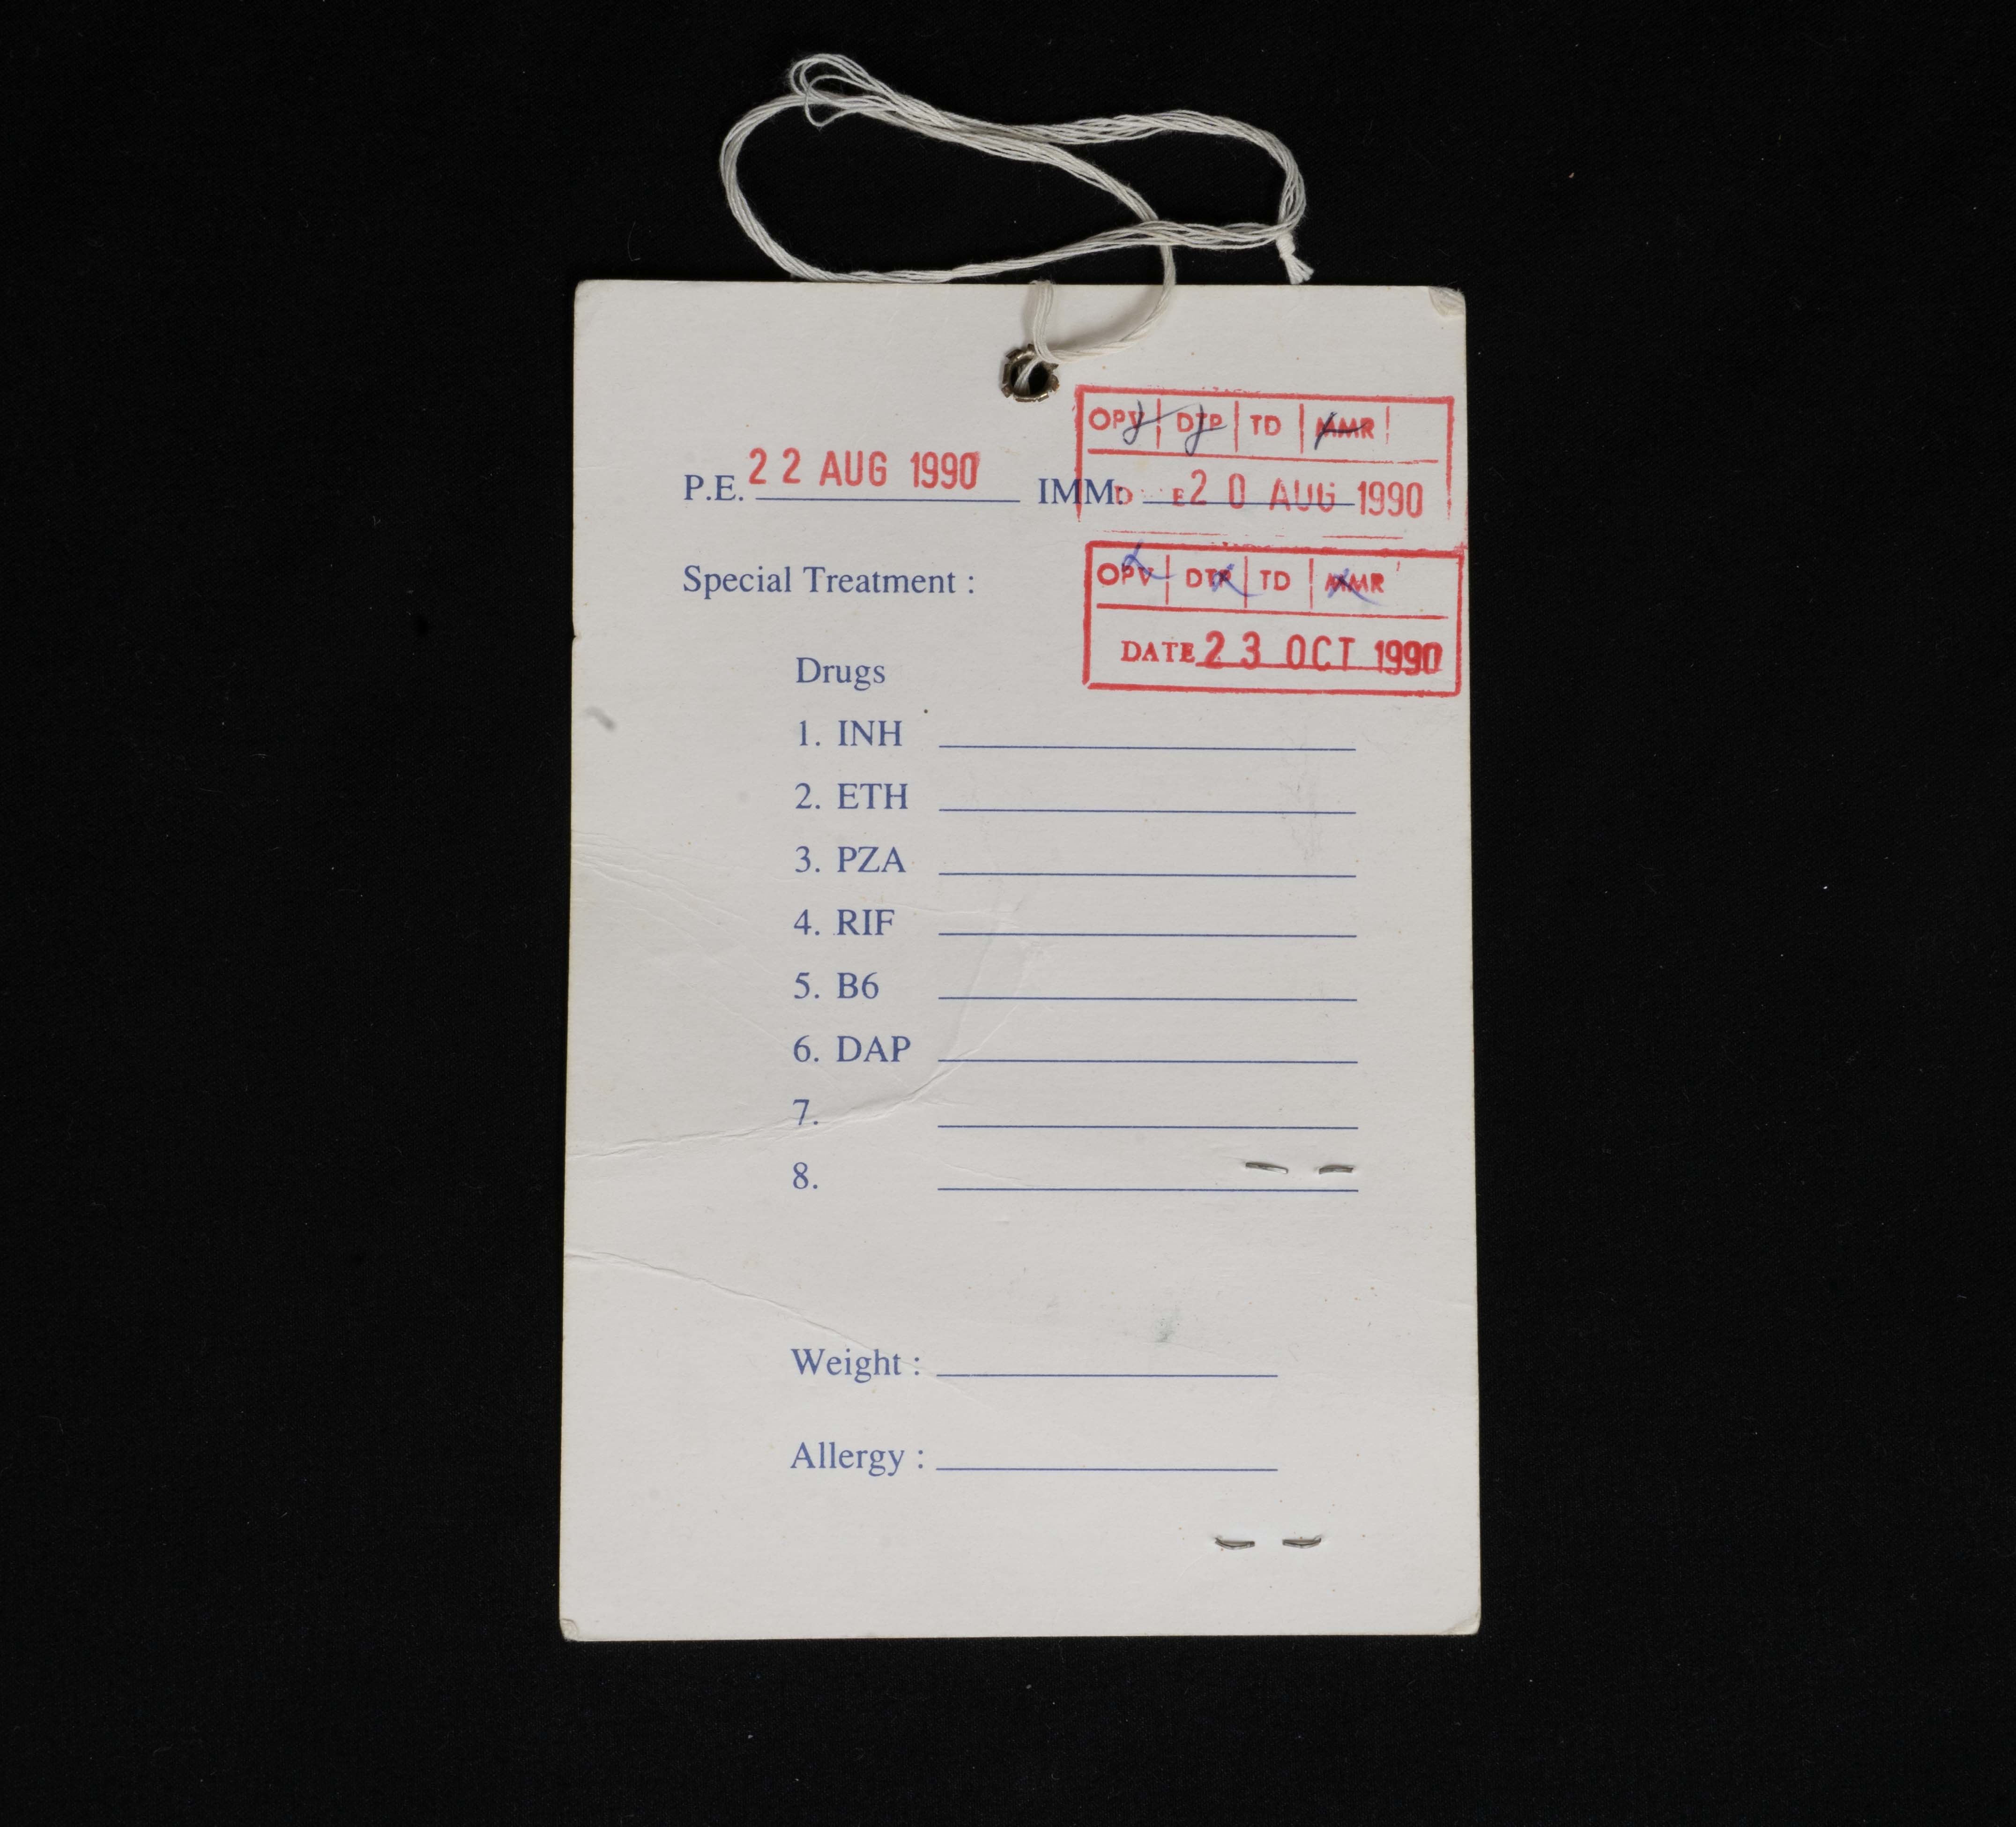 OPV DTP TD MMR
P.E. 22 AUG 1990 IMM: 20 AUG 1990
OPV DTP TD MMR
Special Treatment :
DATE 23 OCT 1990
Drugs
1. INH
2. ETH
3. PZA
4. RIF
5. B6
6. DAP
7.
8.
Weight :
Allergy :